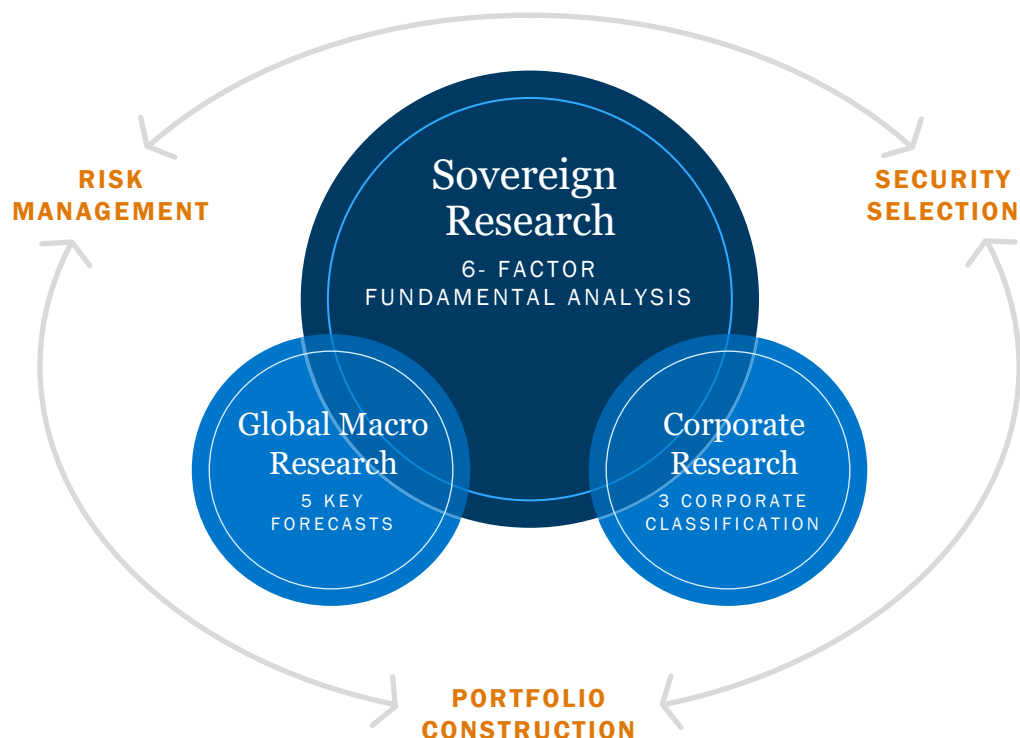 Sovereign
Research
6- FACTOR
FUNDAMENTAL ANALYSIS
RISK
MANAGEMENT
SECURITY
SELECTION
Global Macro
Research
5 KEY
FORECASTS
Corporate
Research
3 CORPORATE
CLASSIFICATION
PORTFOLIO
CONSTRUCTION